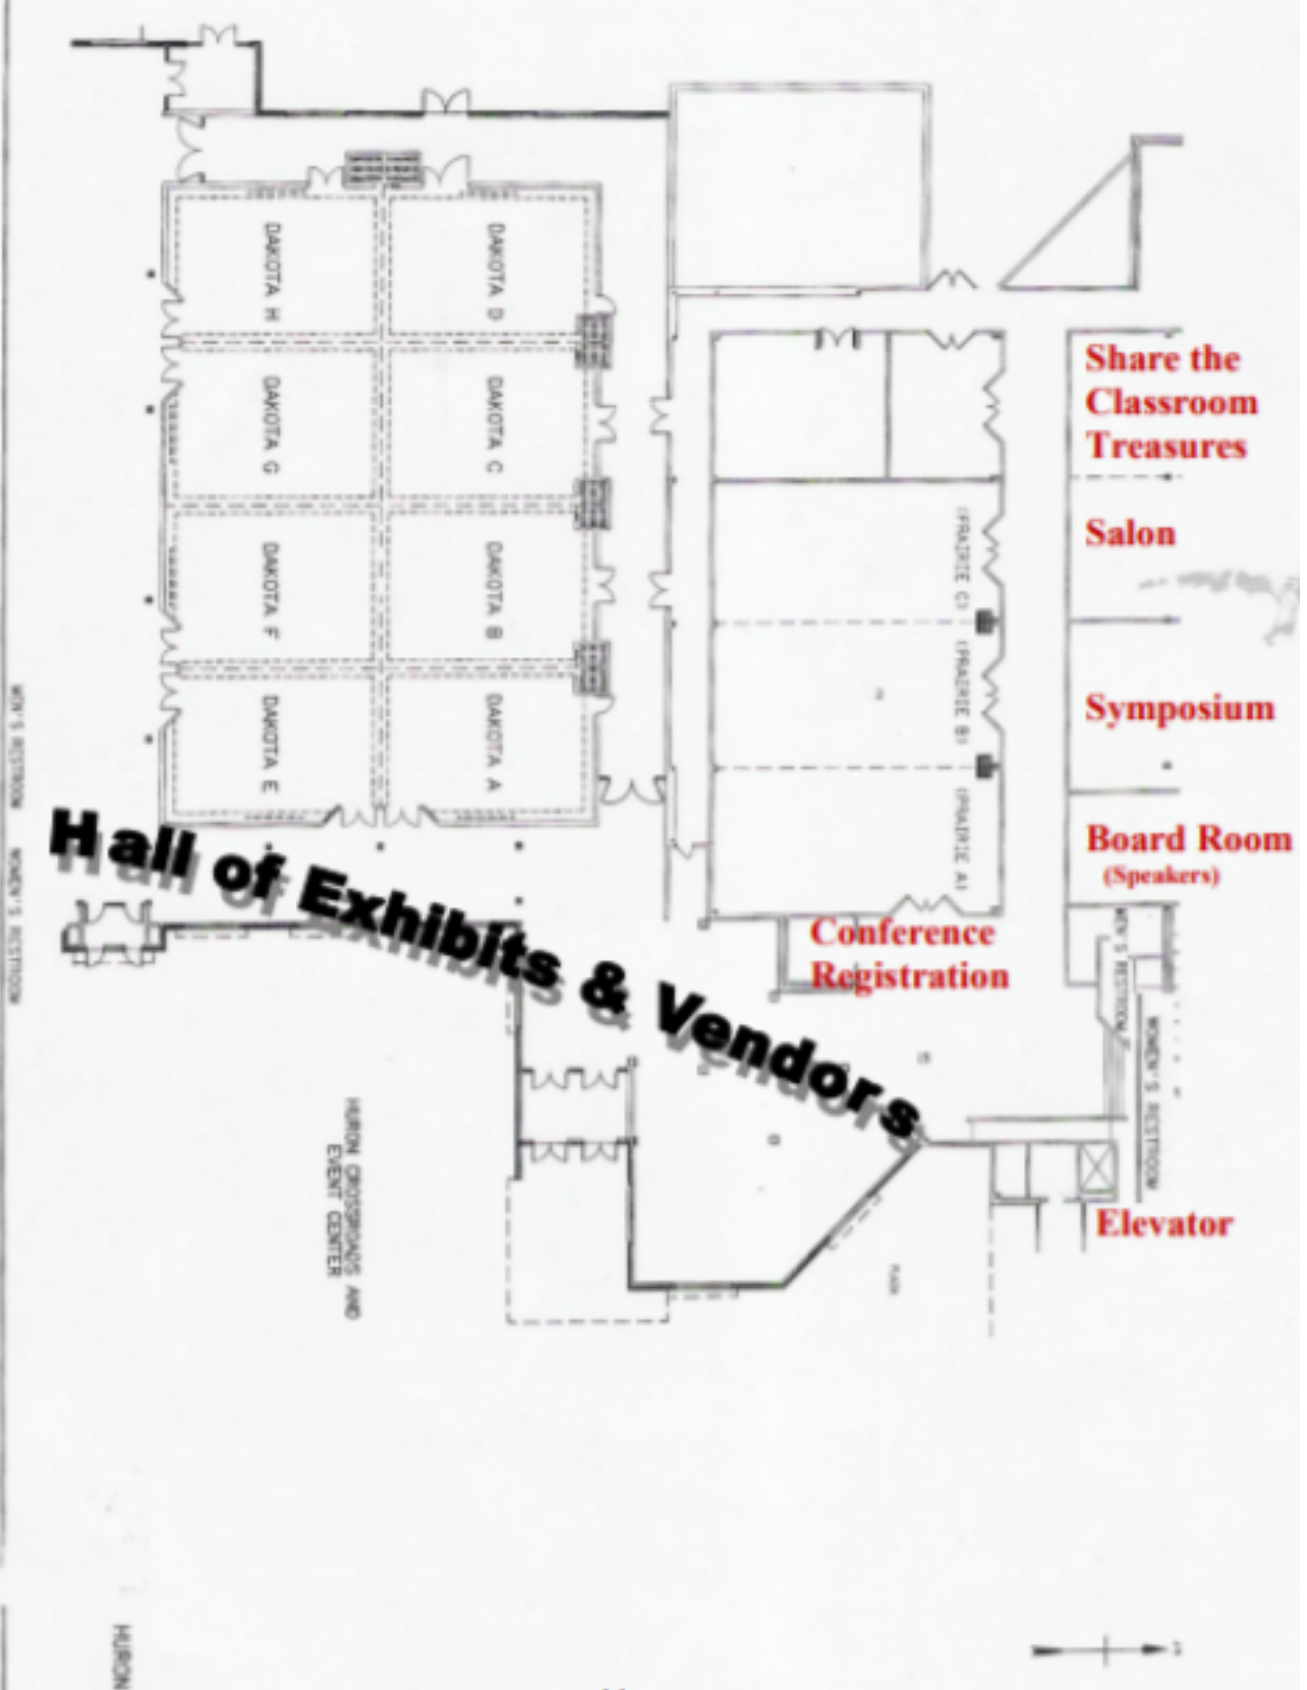 DAKOTA H
DAKOTA D
DAKOTA G
DAKOTA C
DAKOTA F
DAKOTA B
DAKOTA E
DAKOTA A
(PRAIRIE C)
(PRAIRIE B)
(PRAIRIE A)
Share the
Classroom
Treasures
Salon
Symposium
Board Room
(Speakers)
MEN'S RESTROOM
WOMEN'S RESTROOM
Conference
Registration
Hall of Exhibits & Vendors
MEN'S RESTROOM
WOMEN'S RESTROOM
Elevator
PLAZA
HURON CROSSROADS AND
EVENT CENTER
HURON